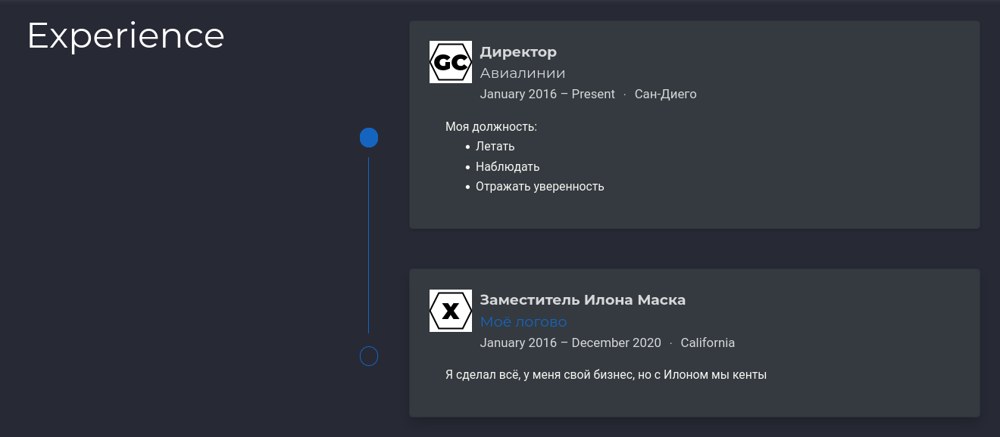 Experience
GC
Директор
Авиалинии
January 2016 – Present · Сан-Диего
Моя должность:
• Летать
• Наблюдать
• Отражать уверенность
X
Заместитель Илона Маска
Моё логово
January 2016 – December 2020 · California
Я сделал всё, у меня свой бизнес, но с Илоном мы кенты